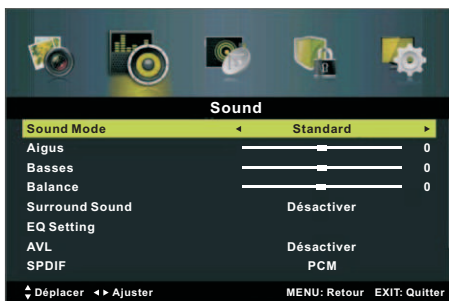 Sound
Sound Mode Standard
Aigus 0
Basses 0
Balance 0
Surround Sound Désactiver
EQ Setting
AVL Désactiver
SPDIF PCM
Déplacer Ajuster MENU: Retour EXIT: Quitter